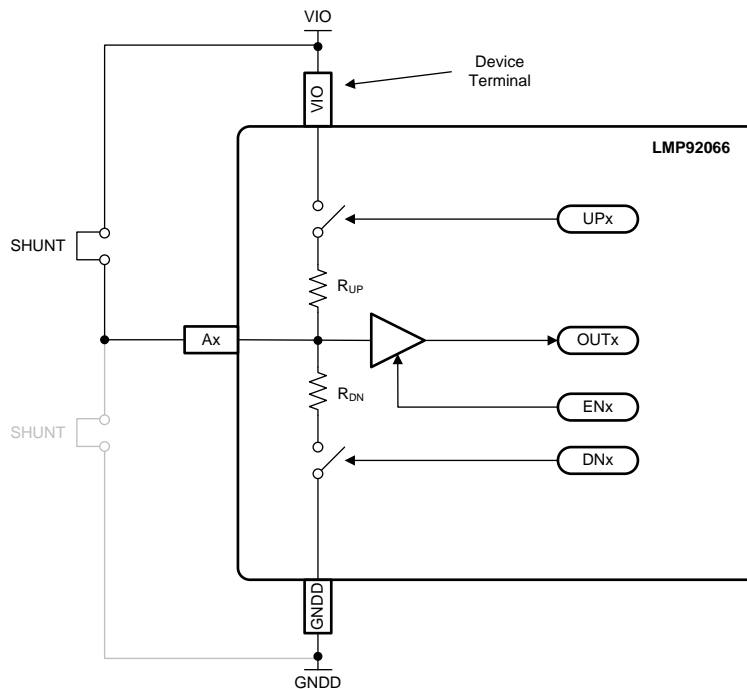 VIO
Device
Terminal
VIO
LMP92066
UPx
SHUNT
RUP
Ax
OUTx
RDN
ENx
SHUNT
DNx
GNDD
GNDD